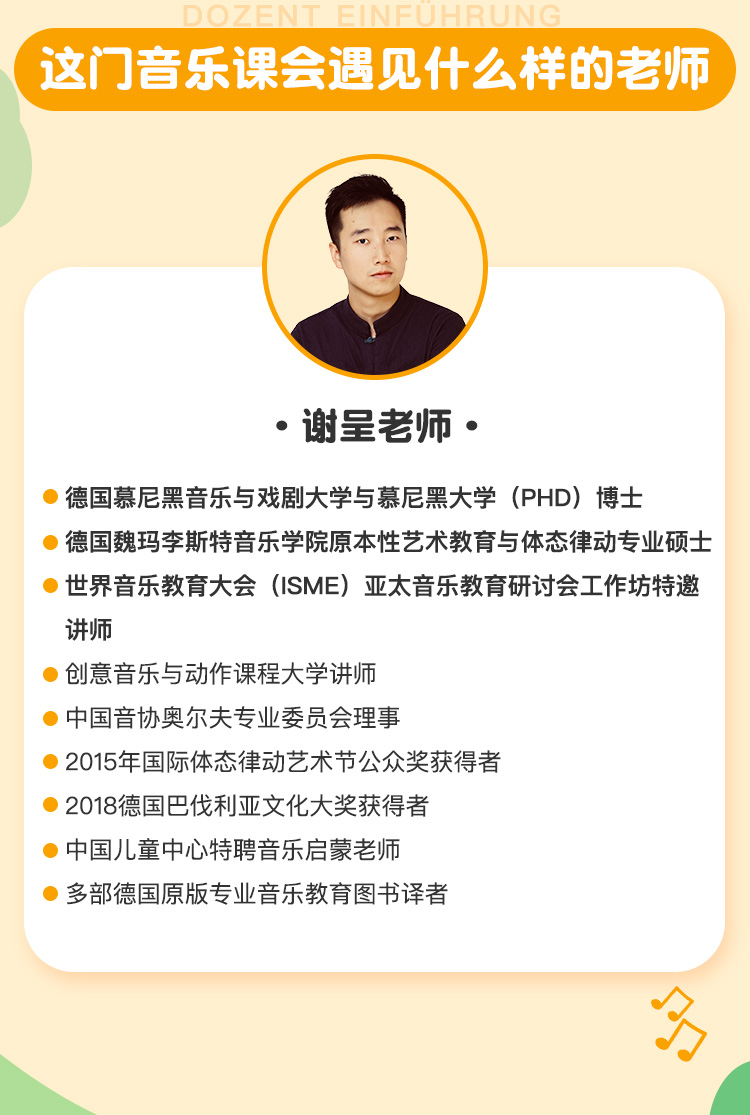 DOZENT EINFÜHRUNG
这门音乐课会遇见什么样的老师
·谢呈老师·
德国慕尼黑音乐与戏剧大学与慕尼黑大学（PHD）博士
德国魏玛李斯特音乐学院原本性艺术教育与体态律动专业硕士
世界音乐教育大会（ISME）亚太音乐教育研讨会工作坊特邀
讲师
创意音乐与动作课程大学讲师
中国音协奥尔夫专业委员会理事
2015年国际体态律动艺术节公众奖获得者
2018德国巴伐利亚文化大奖获得者
中国儿童中心特聘音乐启蒙老师
多部德国原版专业音乐教育图书译者